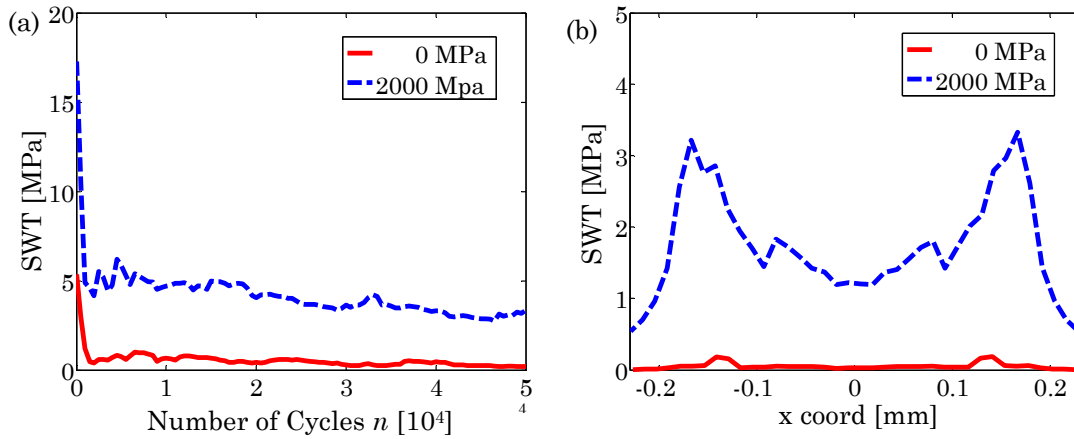 (a)
20
15
10
5
0
SWT [MPa]
0 MPa
2000 Mpa
0 1 2 3 4 5
4
Number of Cycles n [10⁴]
(b)
5
4
3
2
1
0
SWT [MPa]
0 MPa
2000 MPa
-0.2 -0.1 0 0.1 0.2
x coord [mm]